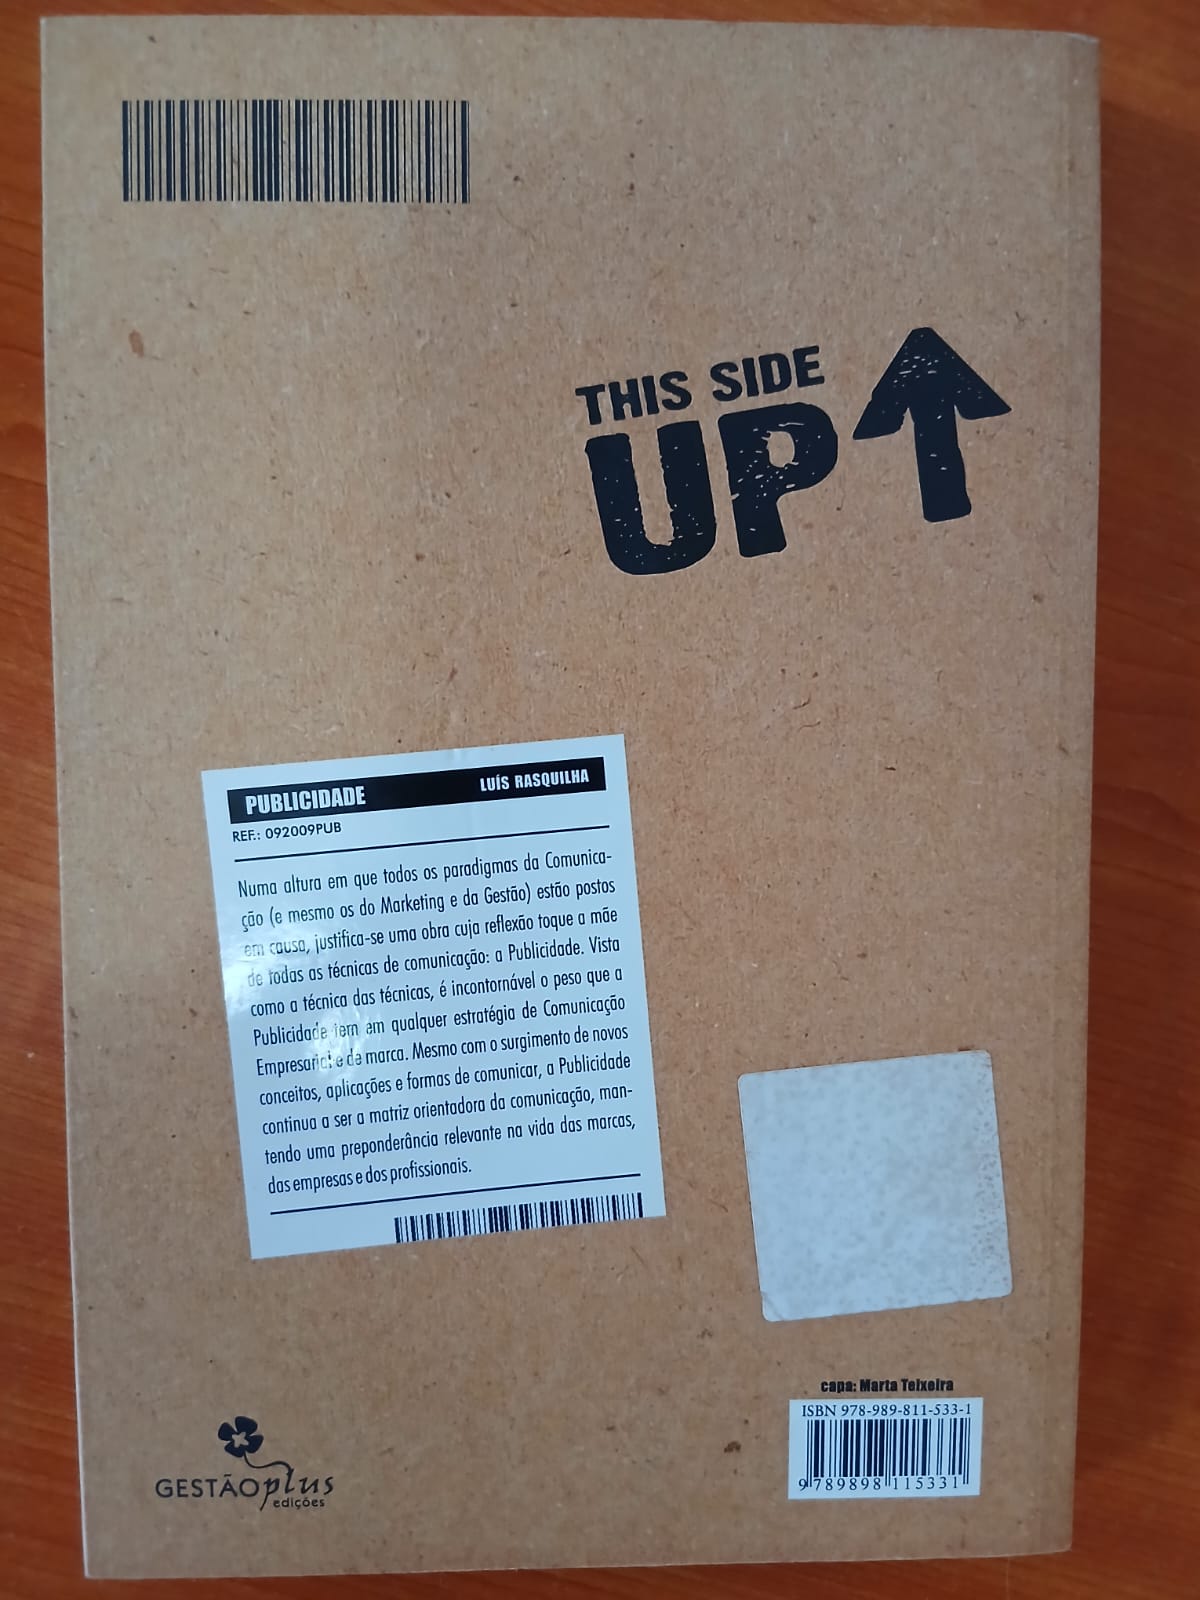 THIS SIDE
UP
PUBLICIDADE LUÍS RASQUILHA
REF.: 092009PUB
Numa altura em que todos os paradigmas da Comunica-
ção (e mesmo os do Marketing e da Gestão) estão postos
em causa, justifica-se uma obra cuja reflexão toque a mãe
de todas as técnicas de comunicação: a Publicidade. Vista
como a técnica das técnicas, é incontornável o peso que a
Publicidade tem em qualquer estratégia de Comunicação
Empresarial e de marca. Mesmo com o surgimento de novos
conceitos, aplicações e formas de comunicar, a Publicidade
continua a ser a matriz orientadora da comunicação, man-
tendo uma preponderância relevante na vida das marcas,
das empresas e dos profissionais.
capa: Marta Teixeira
ISBN 978-989-811-533-1
9 789898 115331
GESTÃOplus
edições